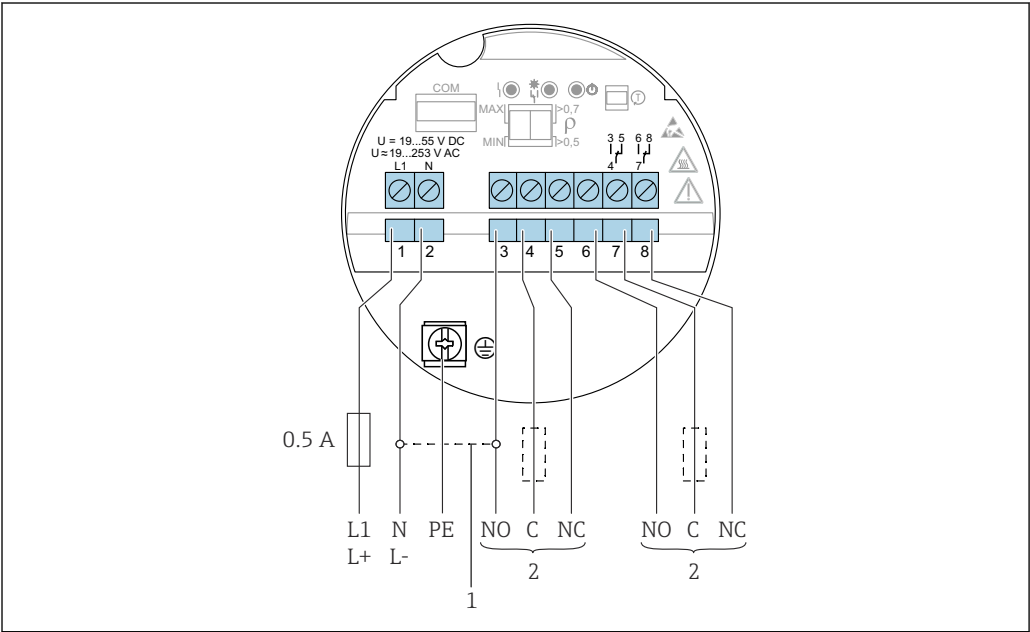 COM
MAX
>0,7
ρ
MIN
>0,5
T
U = 19...55 V DC
U≈19...253 V AC
L1 N
3 5 6 8
4 7
1 2 3 4 5 6 7 8
0.5 A
L1 N PE NO C NC NO C NC
L+ L- 2 2
1